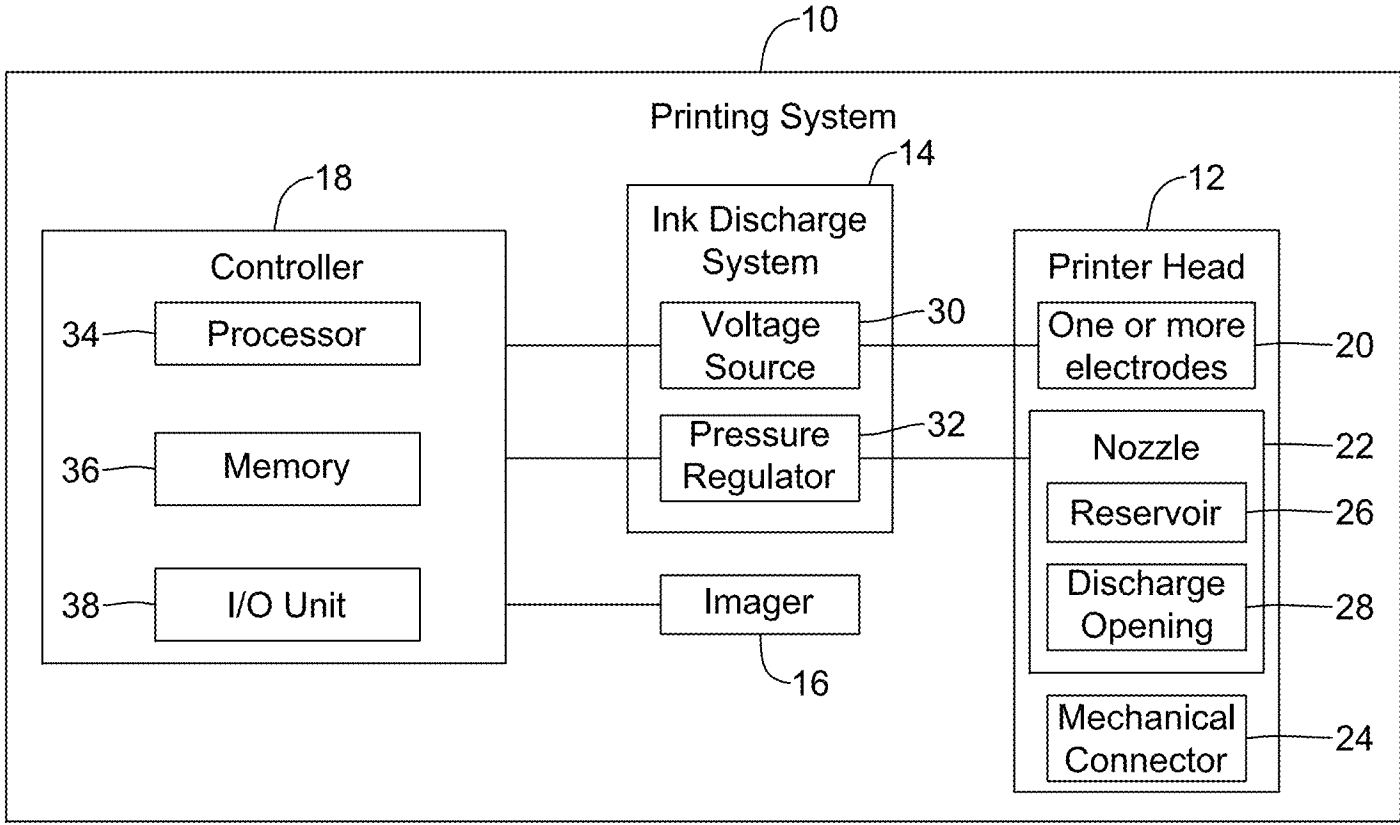 10
Printing System
18
Controller
34
Processor
36
Memory
38
I/O Unit
14
Ink Discharge
System
Voltage
Source
30
Pressure
Regulator
32
Imager
16
12
Printer Head
One or more
electrodes
20
Nozzle
22
Reservoir
26
Discharge
Opening
28
Mechanical
Connector
24